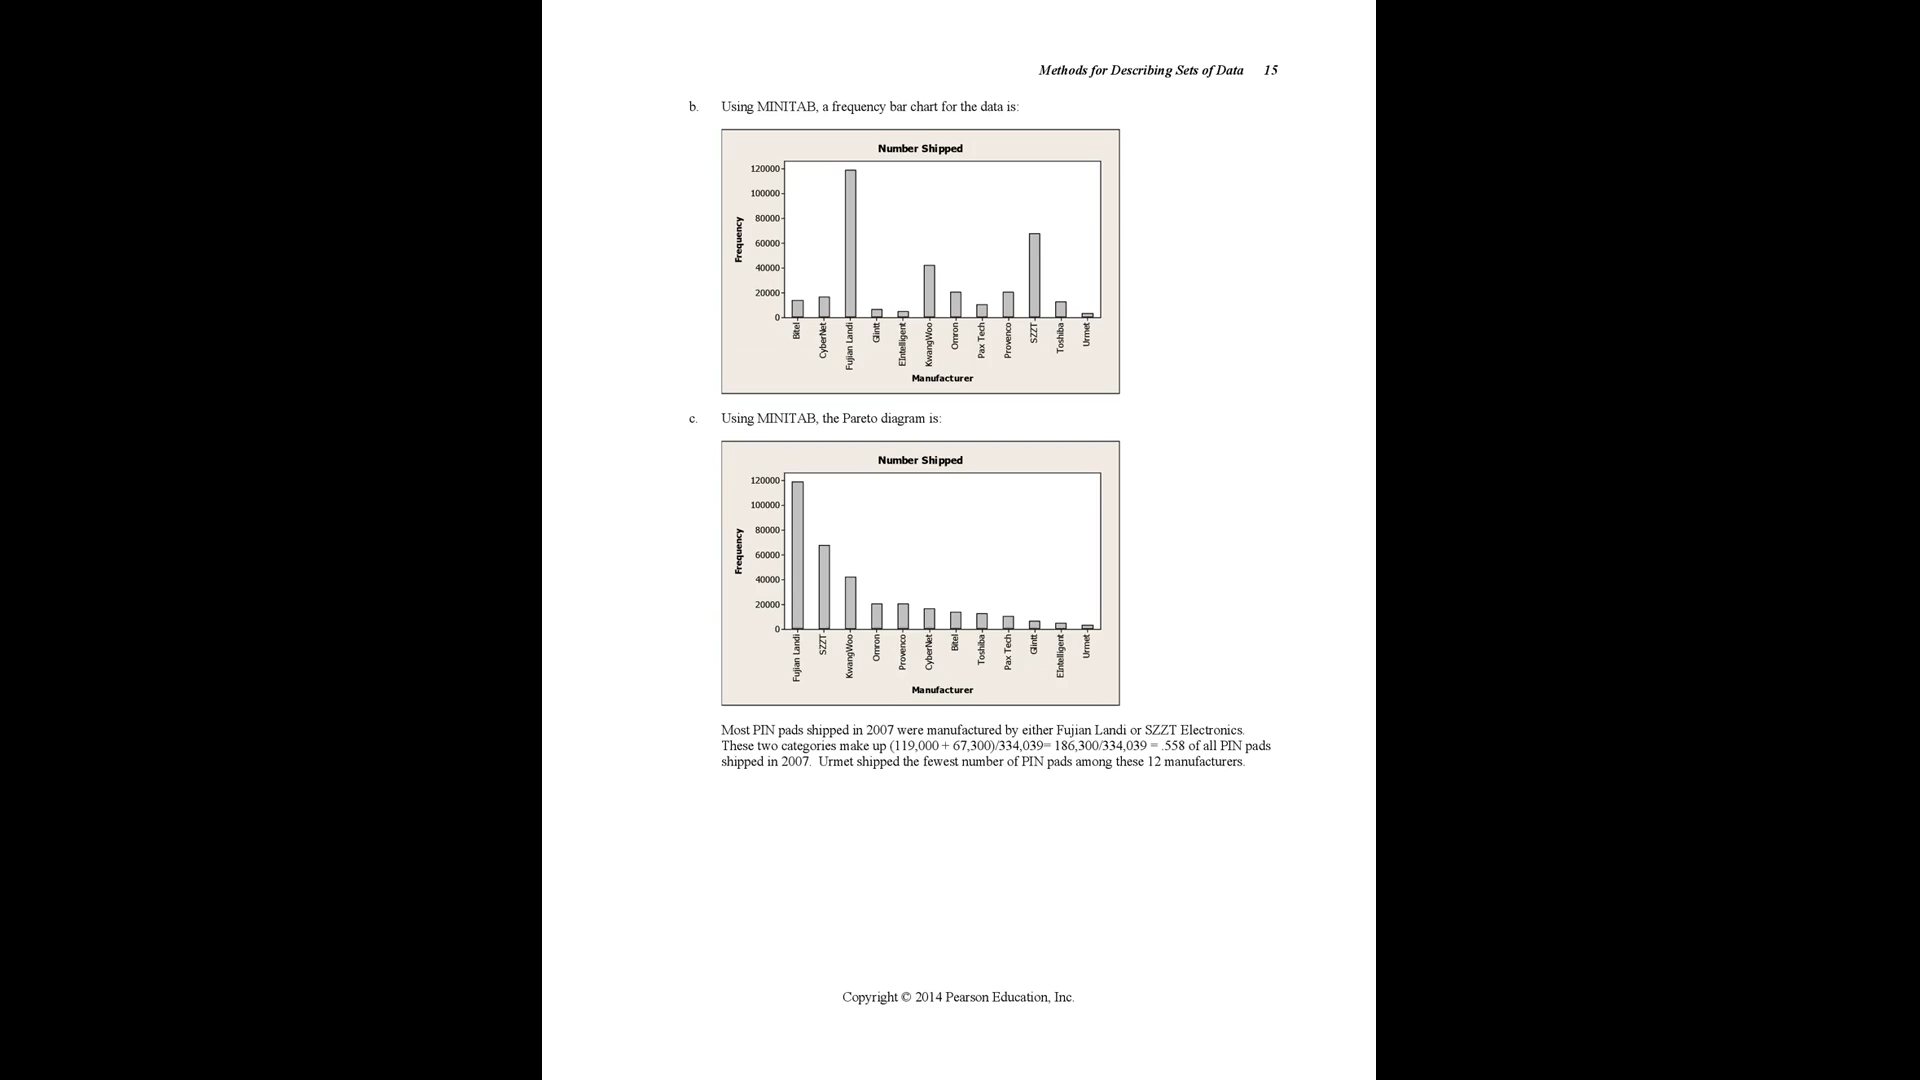 Methods for Describing Sets of Data 15
b. Using MINITAB, a frequency bar chart for the data is:
Number Shipped
120000
100000
80000
60000
40000
20000
0
Frequency
Bitel
CyberNet
Fujian Landi
Glintt
EIntelligent
KwangWoo
Omron
Pax Tech
Provenco
SZZT
Toshiba
Urmet
Manufacturer
c. Using MINITAB, the Pareto diagram is:
Number Shipped
120000
100000
80000
60000
40000
20000
0
Frequency
Fujian Landi
SZZT
KwangWoo
Omron
Provenco
CyberNet
Bitel
Toshiba
Pax Tech
Glintt
EIntelligent
Urmet
Manufacturer
Most PIN pads shipped in 2007 were manufactured by either Fujian Landi or SZZT Electronics.
These two categories make up (119,000 + 67,300)/334,039= 186,300/334,039 = .558 of all PIN pads
shipped in 2007. Urmet shipped the fewest number of PIN pads among these 12 manufacturers.
Copyright © 2014 Pearson Education, Inc.